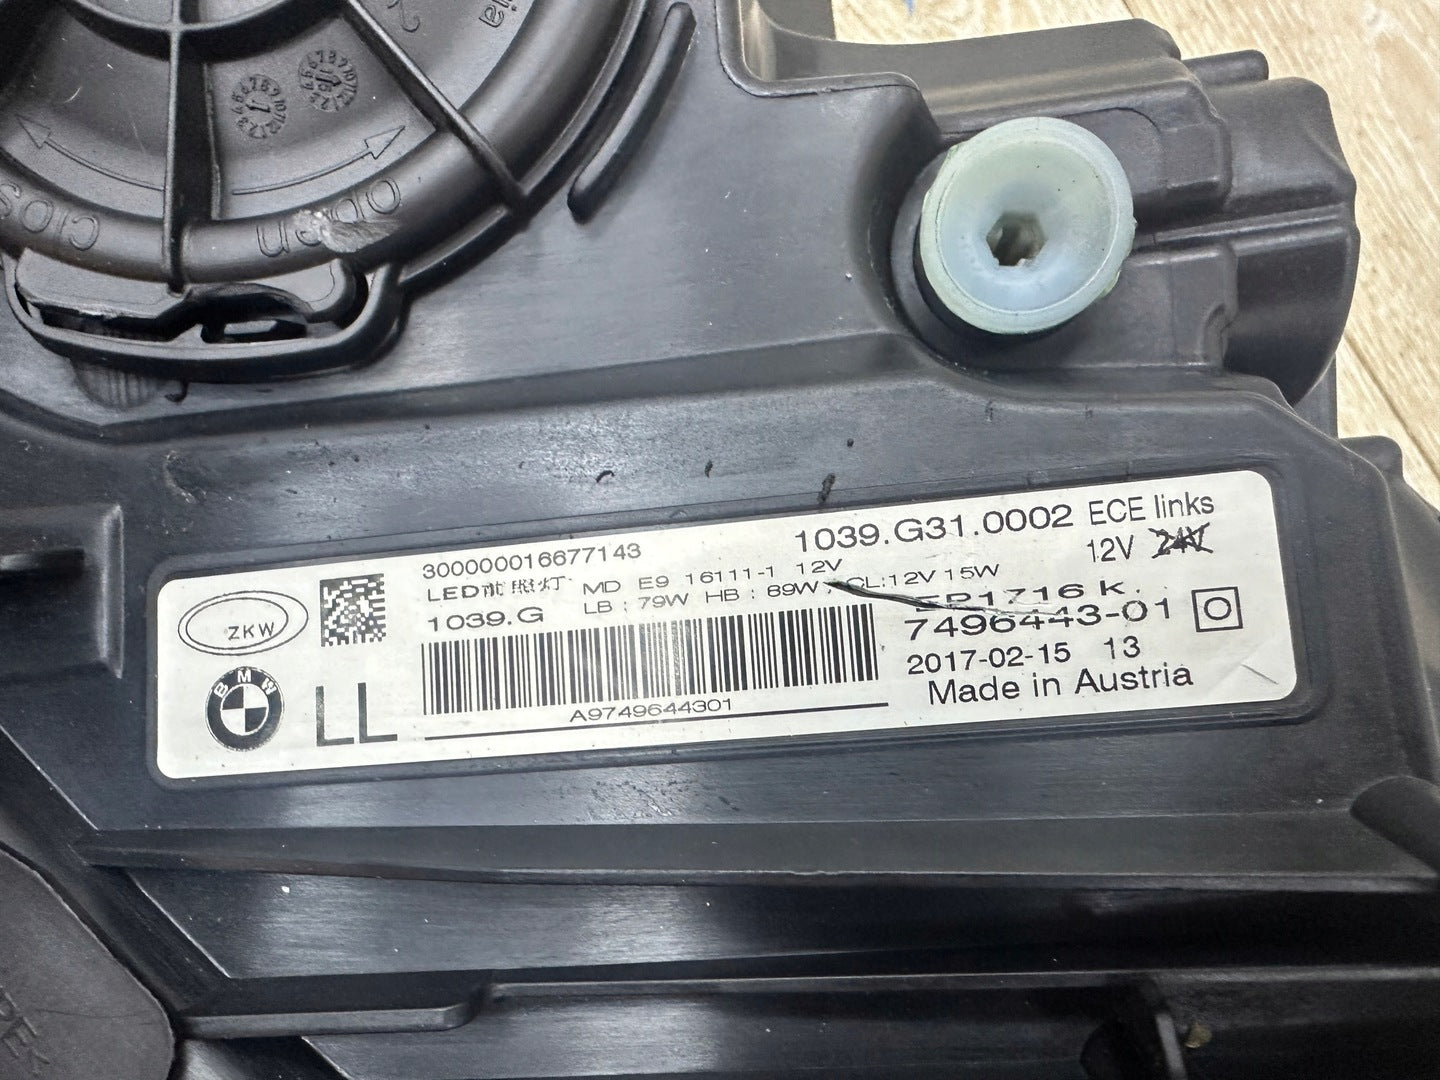 OPEN
CLOS
300000016677143
1039.G31.0002 ECE links
12V 24V
LED前照灯 MD E9 16111-1 12V
LB : 79W HB : 89W CL:12V 15W
1039.G
7496443-01
2017-02-15 13
Made in Austria
ZKW
BMW
LL
A9749644301